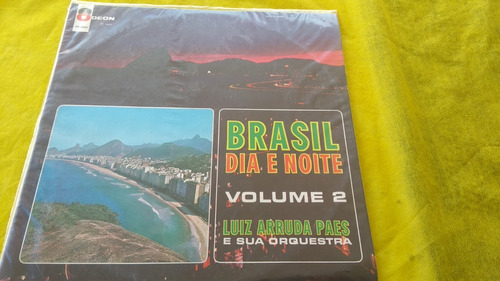 ODEON
BRASIL
DIA E NOITE
VOLUME 2
LUIZ ARRUDA PAES
E SUA ORQUESTRA